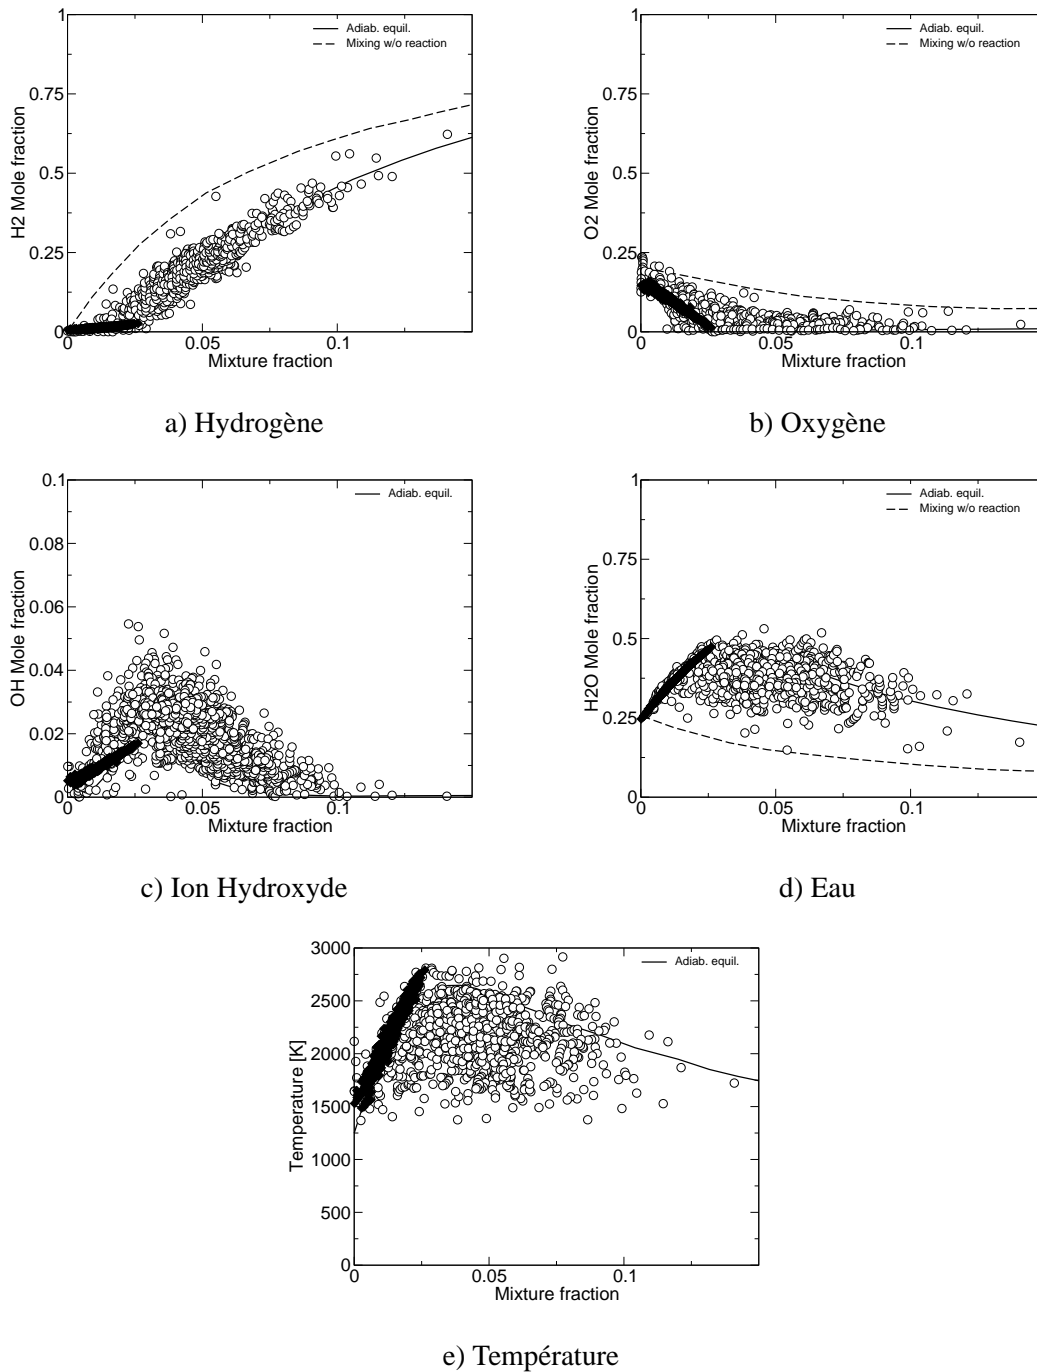 H2 Mole fraction
1
0.75
0.5
0.25
0
0
0.05
0.1
Mixture fraction
Adiab. equil.
Mixing w/o reaction
a) Hydrogène
O2 Mole fraction
1
0.75
0.5
0.25
0
0
0.05
0.1
Mixture fraction
Adiab. equil.
Mixing w/o reaction
b) Oxygène
OH Mole fraction
0.1
0.08
0.06
0.04
0.02
0
0
0.05
0.1
Mixture fraction
Adiab. equil.
c) Ion Hydroxyde
H2O Mole fraction
1
0.75
0.5
0.25
0
0
0.05
0.1
Mixture fraction
Adiab. equil.
Mixing w/o reaction
d) Eau
Temperature [K]
3000
2500
2000
1500
1000
500
0
0
0.05
0.1
Mixture fraction
Adiab. equil.
e) Température